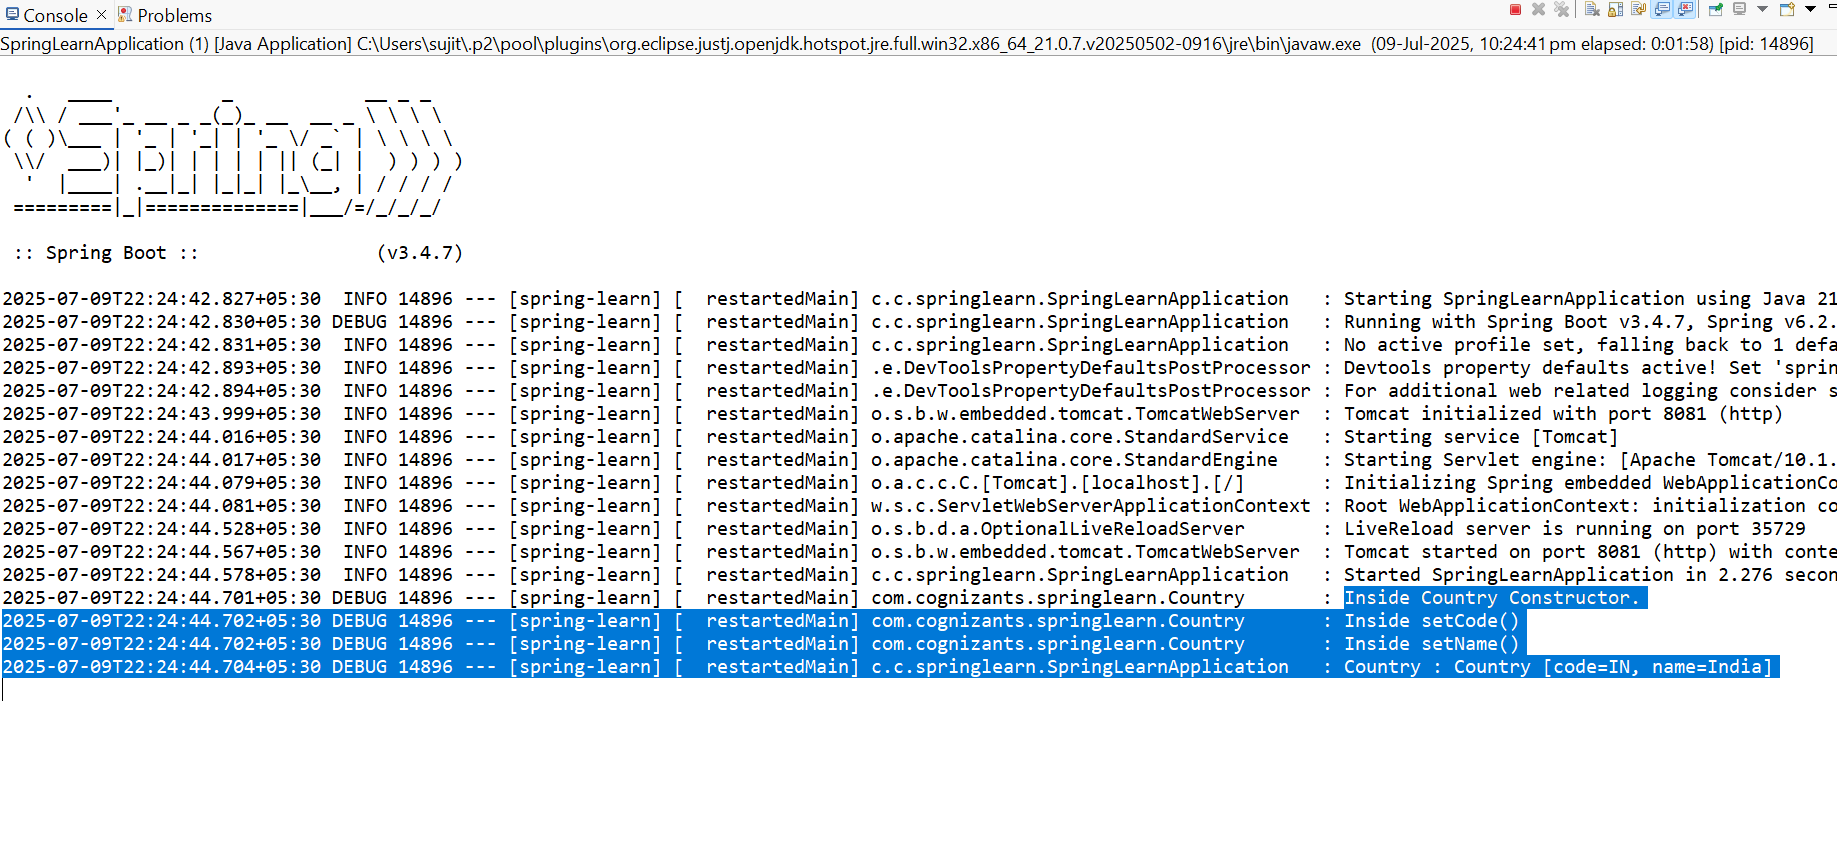 Console Problems
SpringLearnApplication (1) [Java Application] C:\Users\sujit\.p2\pool\plugins\org.eclipse.justj.openjdk.hotspot.jre.full.win32.x86_64_21.0.7.v20250502-0916\jre\bin\javaw.exe (09-Jul-2025, 10:24:41 pm elapsed: 0:01:58) [pid: 14896]
  .   ____          _            __ _ _
 /\\ / ___'_ __ _ _(_)_ __  __ _ \ \ \ \
( ( )\___ | '_ | '_| | '_ \/ _` | \ \ \ \
 \\/  ___)| |_)| | | | | || (_| |  ) ) ) )
  '  |____| .__|_| |_|_| |_\__, | / / / /
 =========|_|==============|___/=/_/_/_/
 :: Spring Boot ::                (v3.4.7)
2025-07-09T22:24:42.827+05:30  INFO 14896 --- [spring-learn] [  restartedMain] c.c.springlearn.SpringLearnApplication   : Starting SpringLearnApplication using Java 21
2025-07-09T22:24:42.830+05:30 DEBUG 14896 --- [spring-learn] [  restartedMain] c.c.springlearn.SpringLearnApplication   : Running with Spring Boot v3.4.7, Spring v6.2.
2025-07-09T22:24:42.831+05:30  INFO 14896 --- [spring-learn] [  restartedMain] c.c.springlearn.SpringLearnApplication   : No active profile set, falling back to 1 defa
2025-07-09T22:24:42.893+05:30  INFO 14896 --- [spring-learn] [  restartedMain] .e.DevToolsPropertyDefaultsPostProcessor : Devtools property defaults active! Set 'sprin
2025-07-09T22:24:42.894+05:30  INFO 14896 --- [spring-learn] [  restartedMain] .e.DevToolsPropertyDefaultsPostProcessor : For additional web related logging consider s
2025-07-09T22:24:43.999+05:30  INFO 14896 --- [spring-learn] [  restartedMain] o.s.b.w.embedded.tomcat.TomcatWebServer  : Tomcat initialized with port 8081 (http)
2025-07-09T22:24:44.016+05:30  INFO 14896 --- [spring-learn] [  restartedMain] o.apache.catalina.core.StandardService   : Starting service [Tomcat]
2025-07-09T22:24:44.017+05:30  INFO 14896 --- [spring-learn] [  restartedMain] o.apache.catalina.core.StandardEngine    : Starting Servlet engine: [Apache Tomcat/10.1.
2025-07-09T22:24:44.079+05:30  INFO 14896 --- [spring-learn] [  restartedMain] o.a.c.c.C.[Tomcat].[localhost].[/]       : Initializing Spring embedded WebApplicationCo
2025-07-09T22:24:44.081+05:30  INFO 14896 --- [spring-learn] [  restartedMain] w.s.c.ServletWebServerApplicationContext : Root WebApplicationContext: initialization co
2025-07-09T22:24:44.528+05:30  INFO 14896 --- [spring-learn] [  restartedMain] o.s.b.d.a.OptionalLiveReloadServer       : LiveReload server is running on port 35729
2025-07-09T22:24:44.567+05:30  INFO 14896 --- [spring-learn] [  restartedMain] o.s.b.w.embedded.tomcat.TomcatWebServer  : Tomcat started on port 8081 (http) with conte
2025-07-09T22:24:44.578+05:30  INFO 14896 --- [spring-learn] [  restartedMain] c.c.springlearn.SpringLearnApplication   : Started SpringLearnApplication in 2.276 secon
2025-07-09T22:24:44.701+05:30 DEBUG 14896 --- [spring-learn] [  restartedMain] com.cognizants.springlearn.Country       : Inside Country Constructor.
2025-07-09T22:24:44.702+05:30 DEBUG 14896 --- [spring-learn] [  restartedMain] com.cognizants.springlearn.Country       : Inside setCode()
2025-07-09T22:24:44.702+05:30 DEBUG 14896 --- [spring-learn] [  restartedMain] com.cognizants.springlearn.Country       : Inside setName()
2025-07-09T22:24:44.704+05:30 DEBUG 14896 --- [spring-learn] [  restartedMain] c.c.springlearn.SpringLearnApplication   : Country : Country [code=IN, name=India]